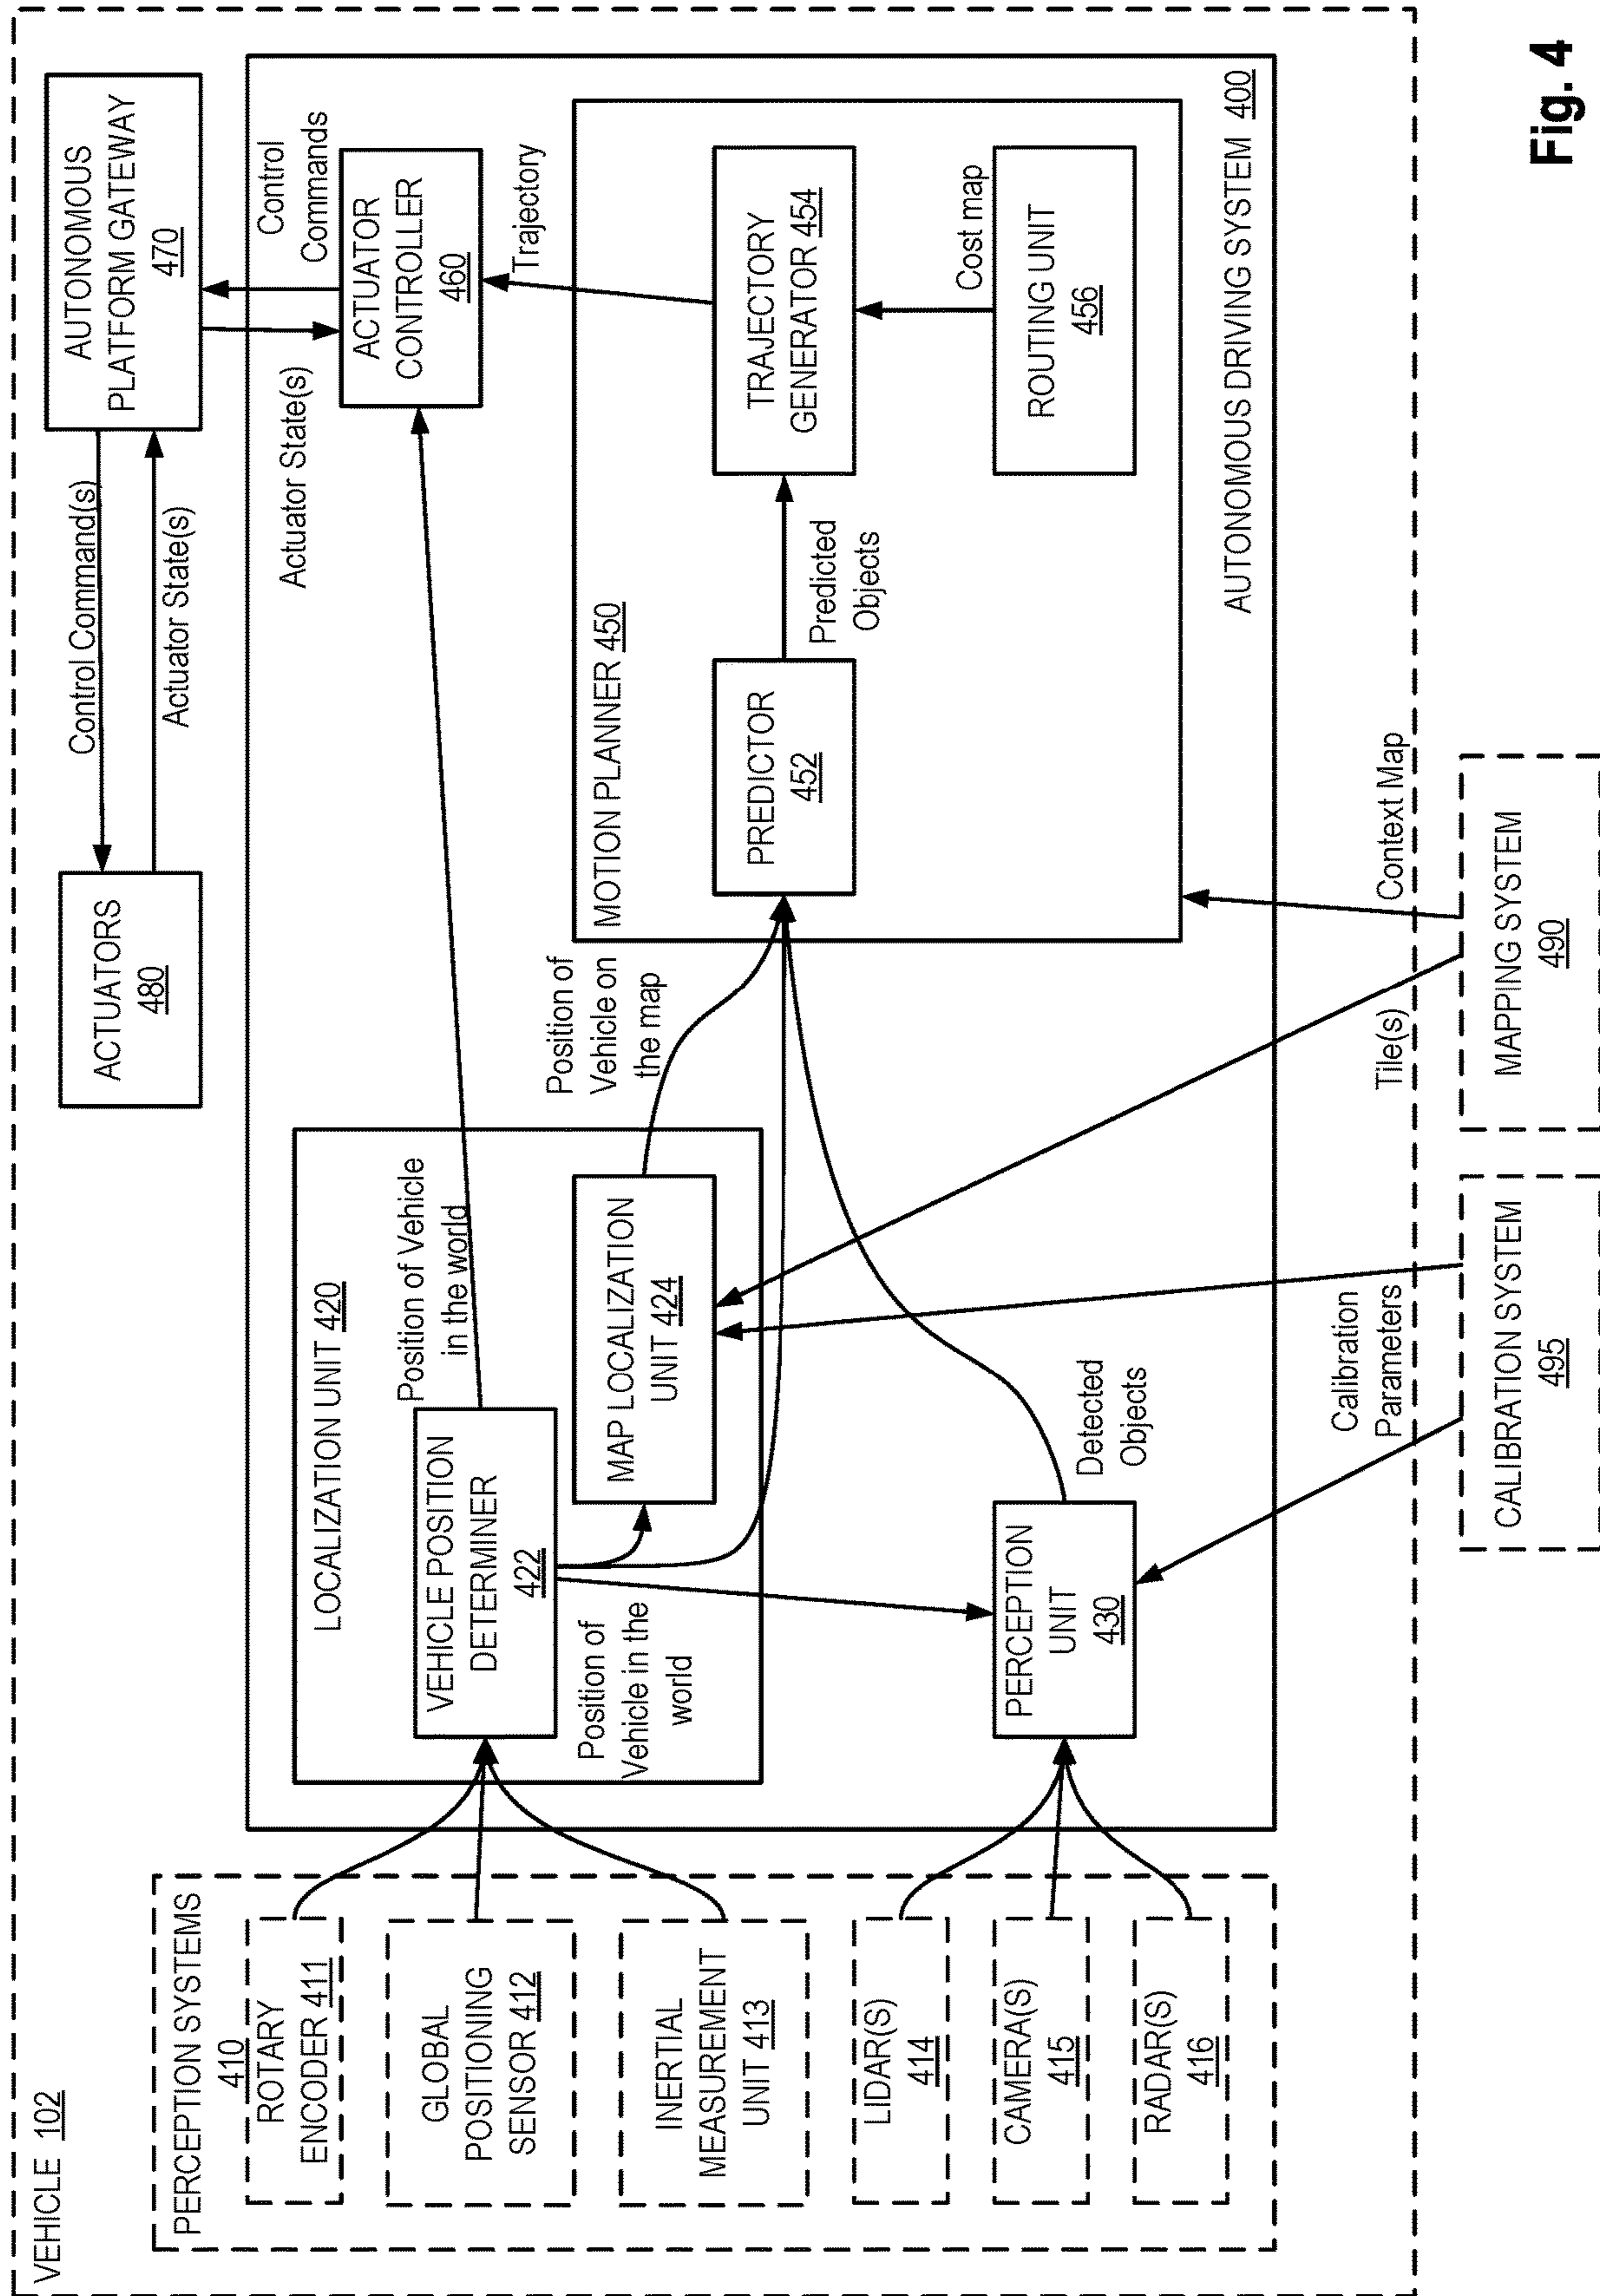 VEHICLE 102
PERCEPTION SYSTEMS
410
ROTARY
ENCODER 411
GLOBAL
POSITIONING
SENSOR 412
INERTIAL
MEASUREMENT
UNIT 413
LIDAR(S)
414
CAMERA(S)
415
RADAR(S)
416
LOCALIZATION UNIT 420
VEHICLE POSITION
DETERMINER
422
Position of Vehicle
in the world
Position of
Vehicle in the
world
MAP LOCALIZATION
UNIT 424
PERCEPTION
UNIT
430
Detected
Objects
Position of
Vehicle on
the map
ACTUATORS
480
Control Command(s)
Actuator State(s)
AUTONOMOUS
PLATFORM GATEWAY
470
Actuator State(s)
Control
Commands
ACTUATOR
CONTROLLER
460
Trajectory
MOTION PLANNER 450
PREDICTOR
452
Predicted
Objects
TRAJECTORY
GENERATOR 454
Cost map
ROUTING UNIT
456
AUTONOMOUS DRIVING SYSTEM 400
Calibration
Parameters
Tile(s)
Context Map
CALIBRATION SYSTEM
495
MAPPING SYSTEM
490
Fig. 4